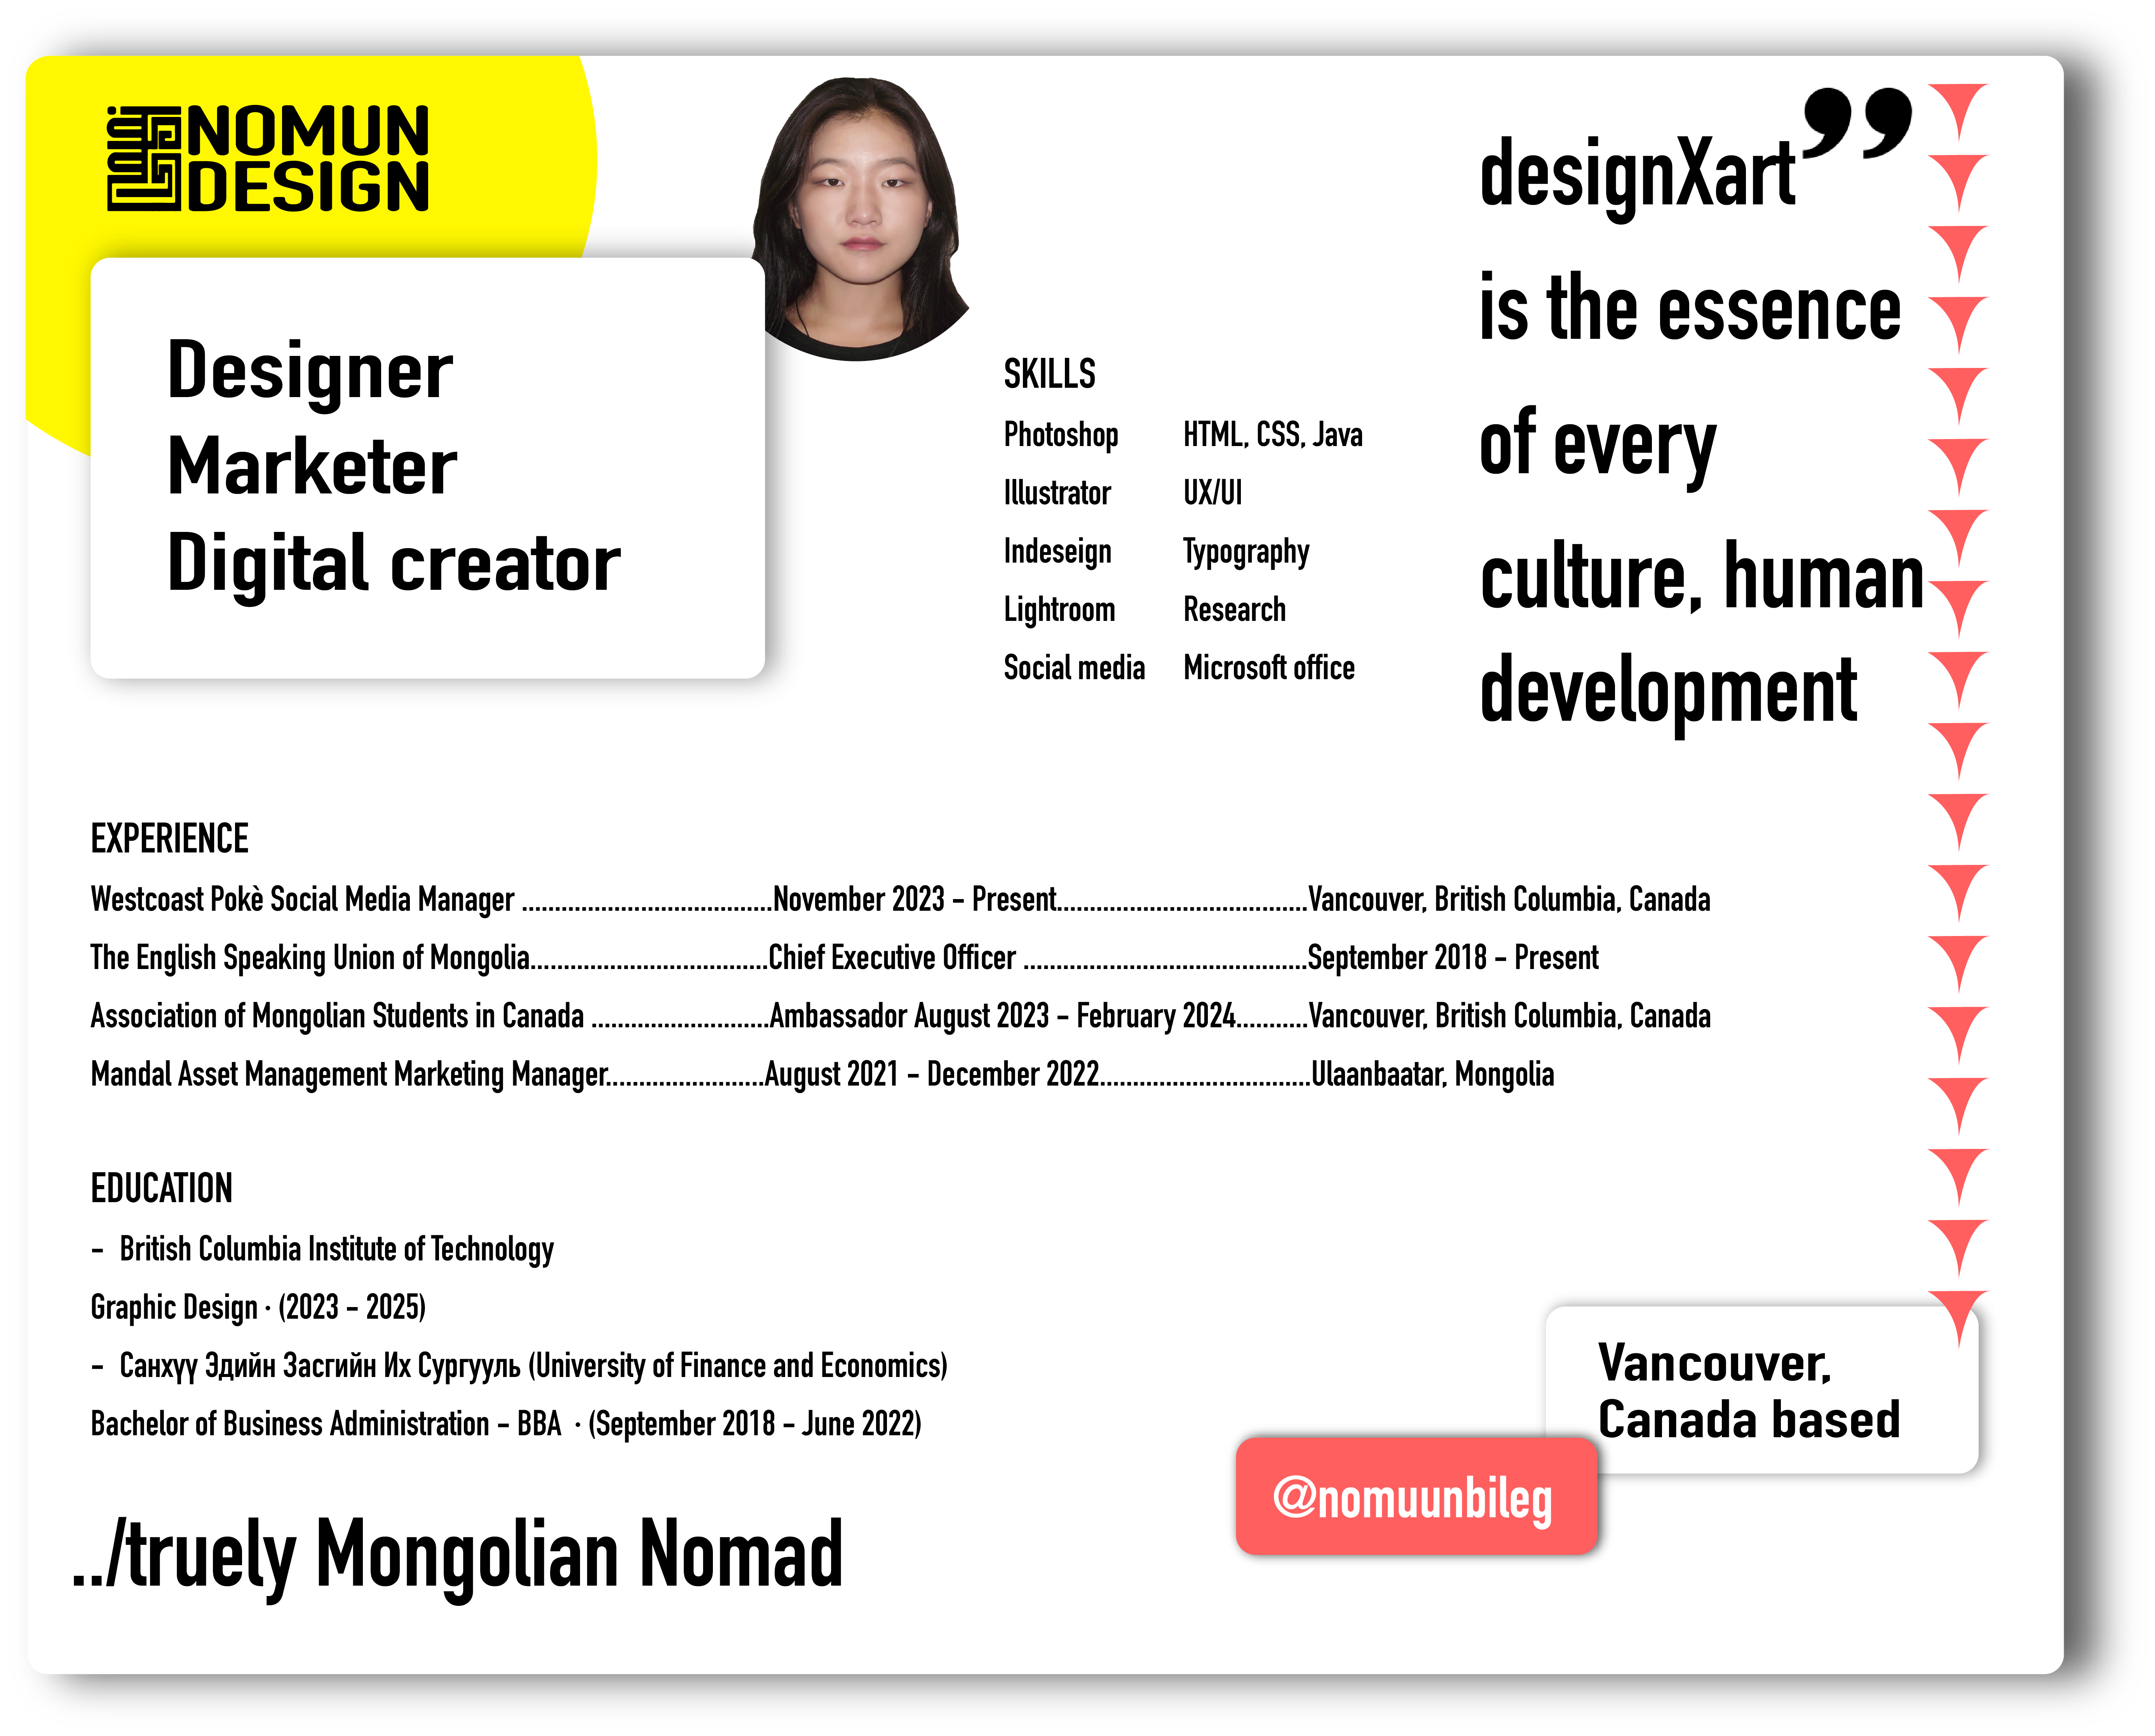 NOMUN
DESIGN
Designer
Marketer
Digital creator
SKILLS
Photoshop
Illustrator
Indeseign
Lightroom
Social media
HTML, CSS, Java
UX/UI
Typography
Research
Microsoft office
designXart”
is the essence
of every
culture, human
development
EXPERIENCE
Westcoast Pokè Social Media Manager ......................................November 2023 – Present......................................Vancouver, British Columbia, Canada
The English Speaking Union of Mongolia....................................Chief Executive Officer ...........................................September 2018 – Present
Association of Mongolian Students in Canada ...........................Ambassador August 2023 – February 2024...........Vancouver, British Columbia, Canada
Mandal Asset Management Marketing Manager........................August 2021 – December 2022................................Ulaanbaatar, Mongolia
EDUCATION
– British Columbia Institute of Technology
Graphic Design · (2023 – 2025)
– Санхүү Эдийн Засгийн Их Сургууль (University of Finance and Economics)
Bachelor of Business Administration – BBA · (September 2018 – June 2022)
../truely Mongolian Nomad
Vancouver,
Canada based
@nomuunbileg